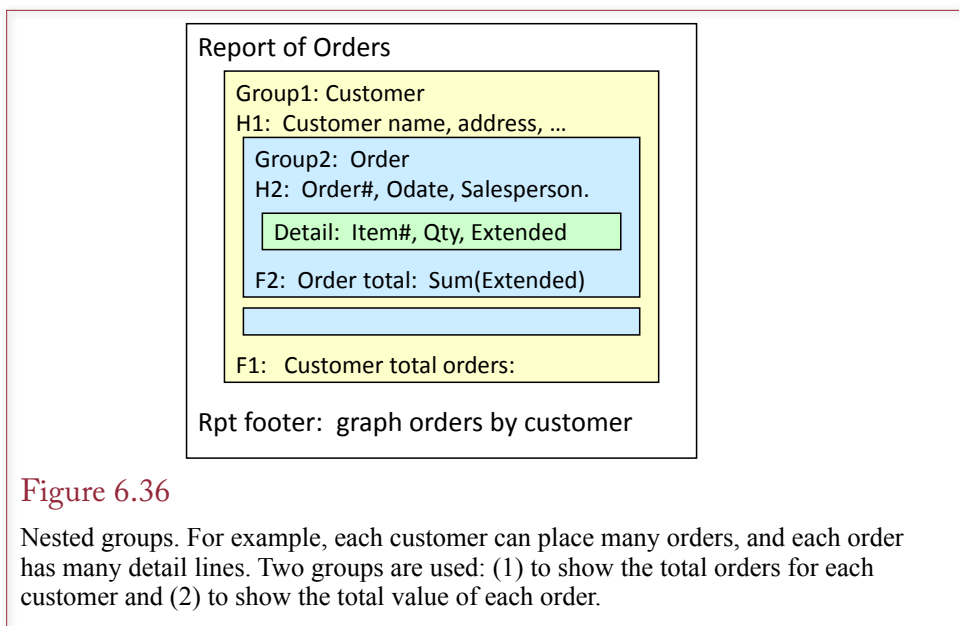 Report of Orders
Group1: Customer
H1: Customer name, address, ...
Group2: Order
H2: Order#, Odate, Salesperson.
Detail: Item#, Qty, Extended
F2: Order total: Sum(Extended)
F1: Customer total orders:
Rpt footer: graph orders by customer
Figure 6.36
Nested groups. For example, each customer can place many orders, and each order
has many detail lines. Two groups are used: (1) to show the total orders for each
customer and (2) to show the total value of each order.